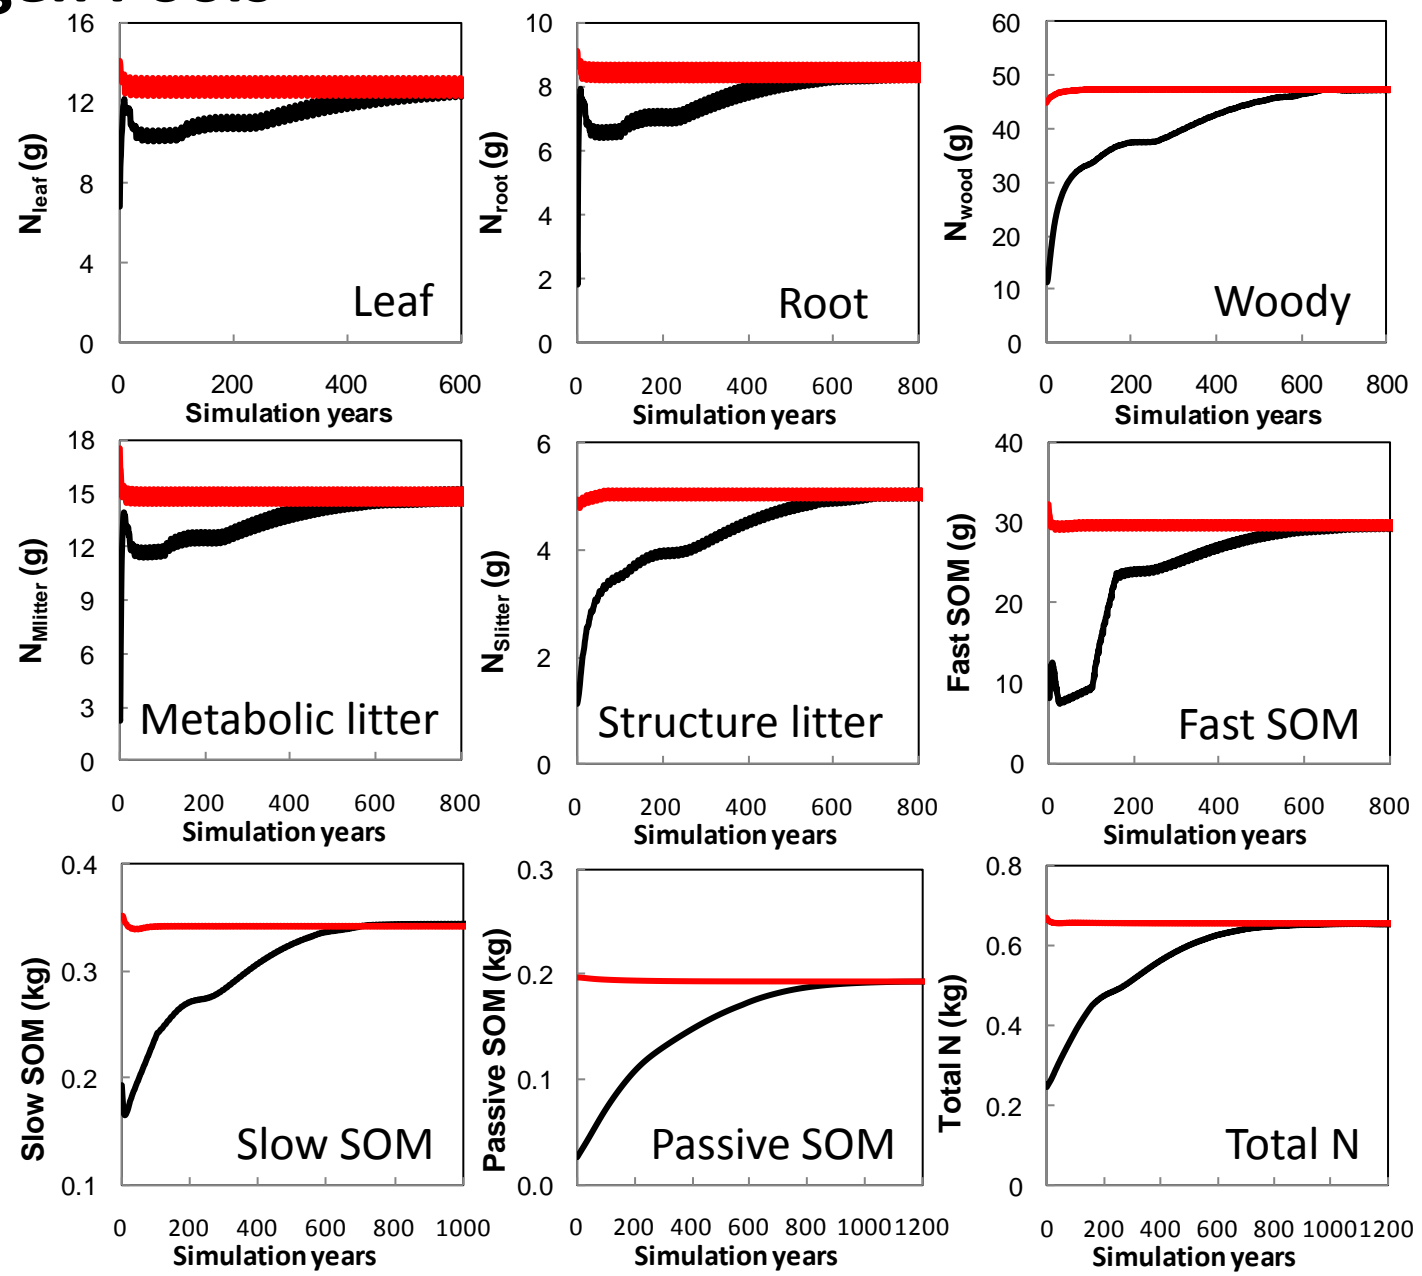 16
12
8
4
0
N_leaf (g)
Leaf
0 200 400 600
Simulation years
10
8
6
4
2
0
N_root (g)
Root
0 200 400 600 800
Simulation years
60
50
40
30
20
10
0
N_wood (g)
Woody
0 200 400 600 800
Simulation years
18
15
12
9
6
3
0
N_Mlitter (g)
Metabolic litter
0 200 400 600 800
Simulation years
6
4
2
0
N_Slitter (g)
Structure litter
0 200 400 600 800
Simulation years
40
30
20
10
0
Fast SOM (g)
Fast SOM
0 200 400 600 800
Simulation years
0.4
0.3
0.2
0.1
Slow SOM (kg)
Slow SOM
0 200 400 600 800 1000
Simulation years
0.3
0.2
0.1
0.0
Passive SOM (kg)
Passive SOM
0 200 400 600 800 1000 1200
Simulation years
0.8
0.6
0.4
0.2
0
Total N (kg)
Total N
0 200 400 600 800 1000 1200
Simulation years